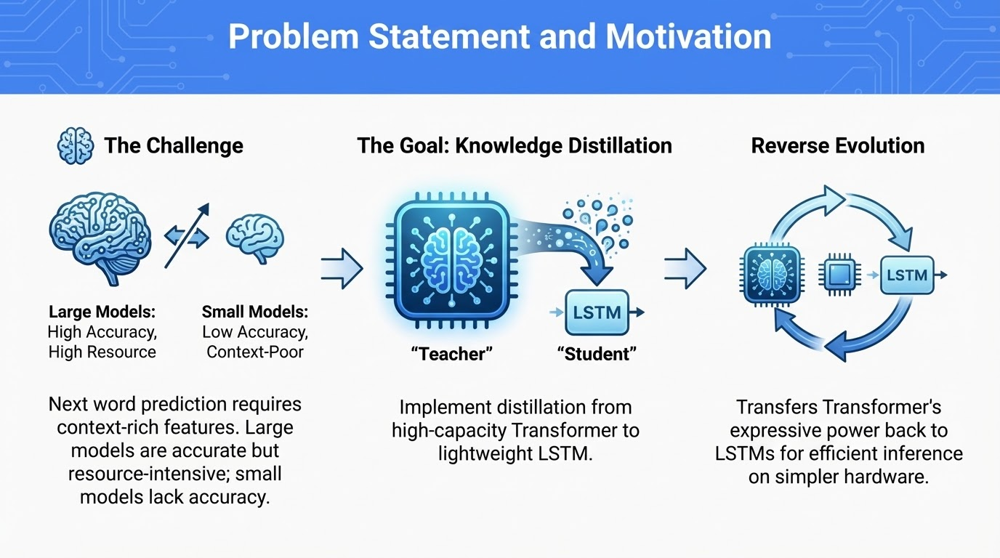 Problem Statement and Motivation
The Challenge
Large Models:
High Accuracy,
High Resource
Small Models:
Low Accuracy,
Context-Poor
Next word prediction requires
context-rich features. Large
models are accurate but
resource-intensive; small
models lack accuracy.
The Goal: Knowledge Distillation
LSTM
“Teacher”
“Student”
Implement distillation from
high-capacity Transformer to
lightweight LSTM.
Reverse Evolution
LSTM
Transfers Transformer's
expressive power back to
LSTMs for efficient inference
on simpler hardware.